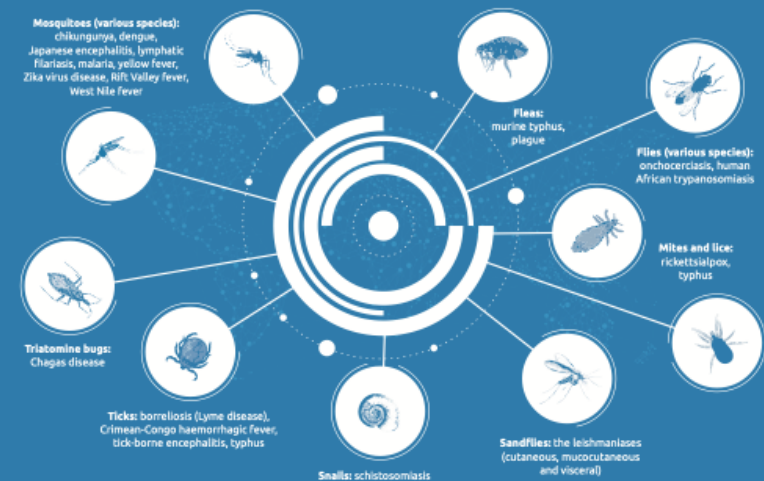 Mosquitoes (various species):
chikungunya, dengue,
Japanese encephalitis, lymphatic
filariasis, malaria, yellow fever,
Zika virus disease, Rift Valley fever,
West Nile fever
Fleas:
murine typhus,
plague
Flies (various species):
onchocerciasis, human
African trypanosomiasis
Mites and lice:
rickettsialpox,
typhus
Triatomine bugs:
Chagas disease
Ticks: borreliosis (Lyme disease),
Crimean-Congo haemorrhagic fever,
tick-borne encephalitis, typhus
Sandflies: the leishmaniases
(cutaneous, mucocutaneous
and visceral)
Snails: schistosomiasis